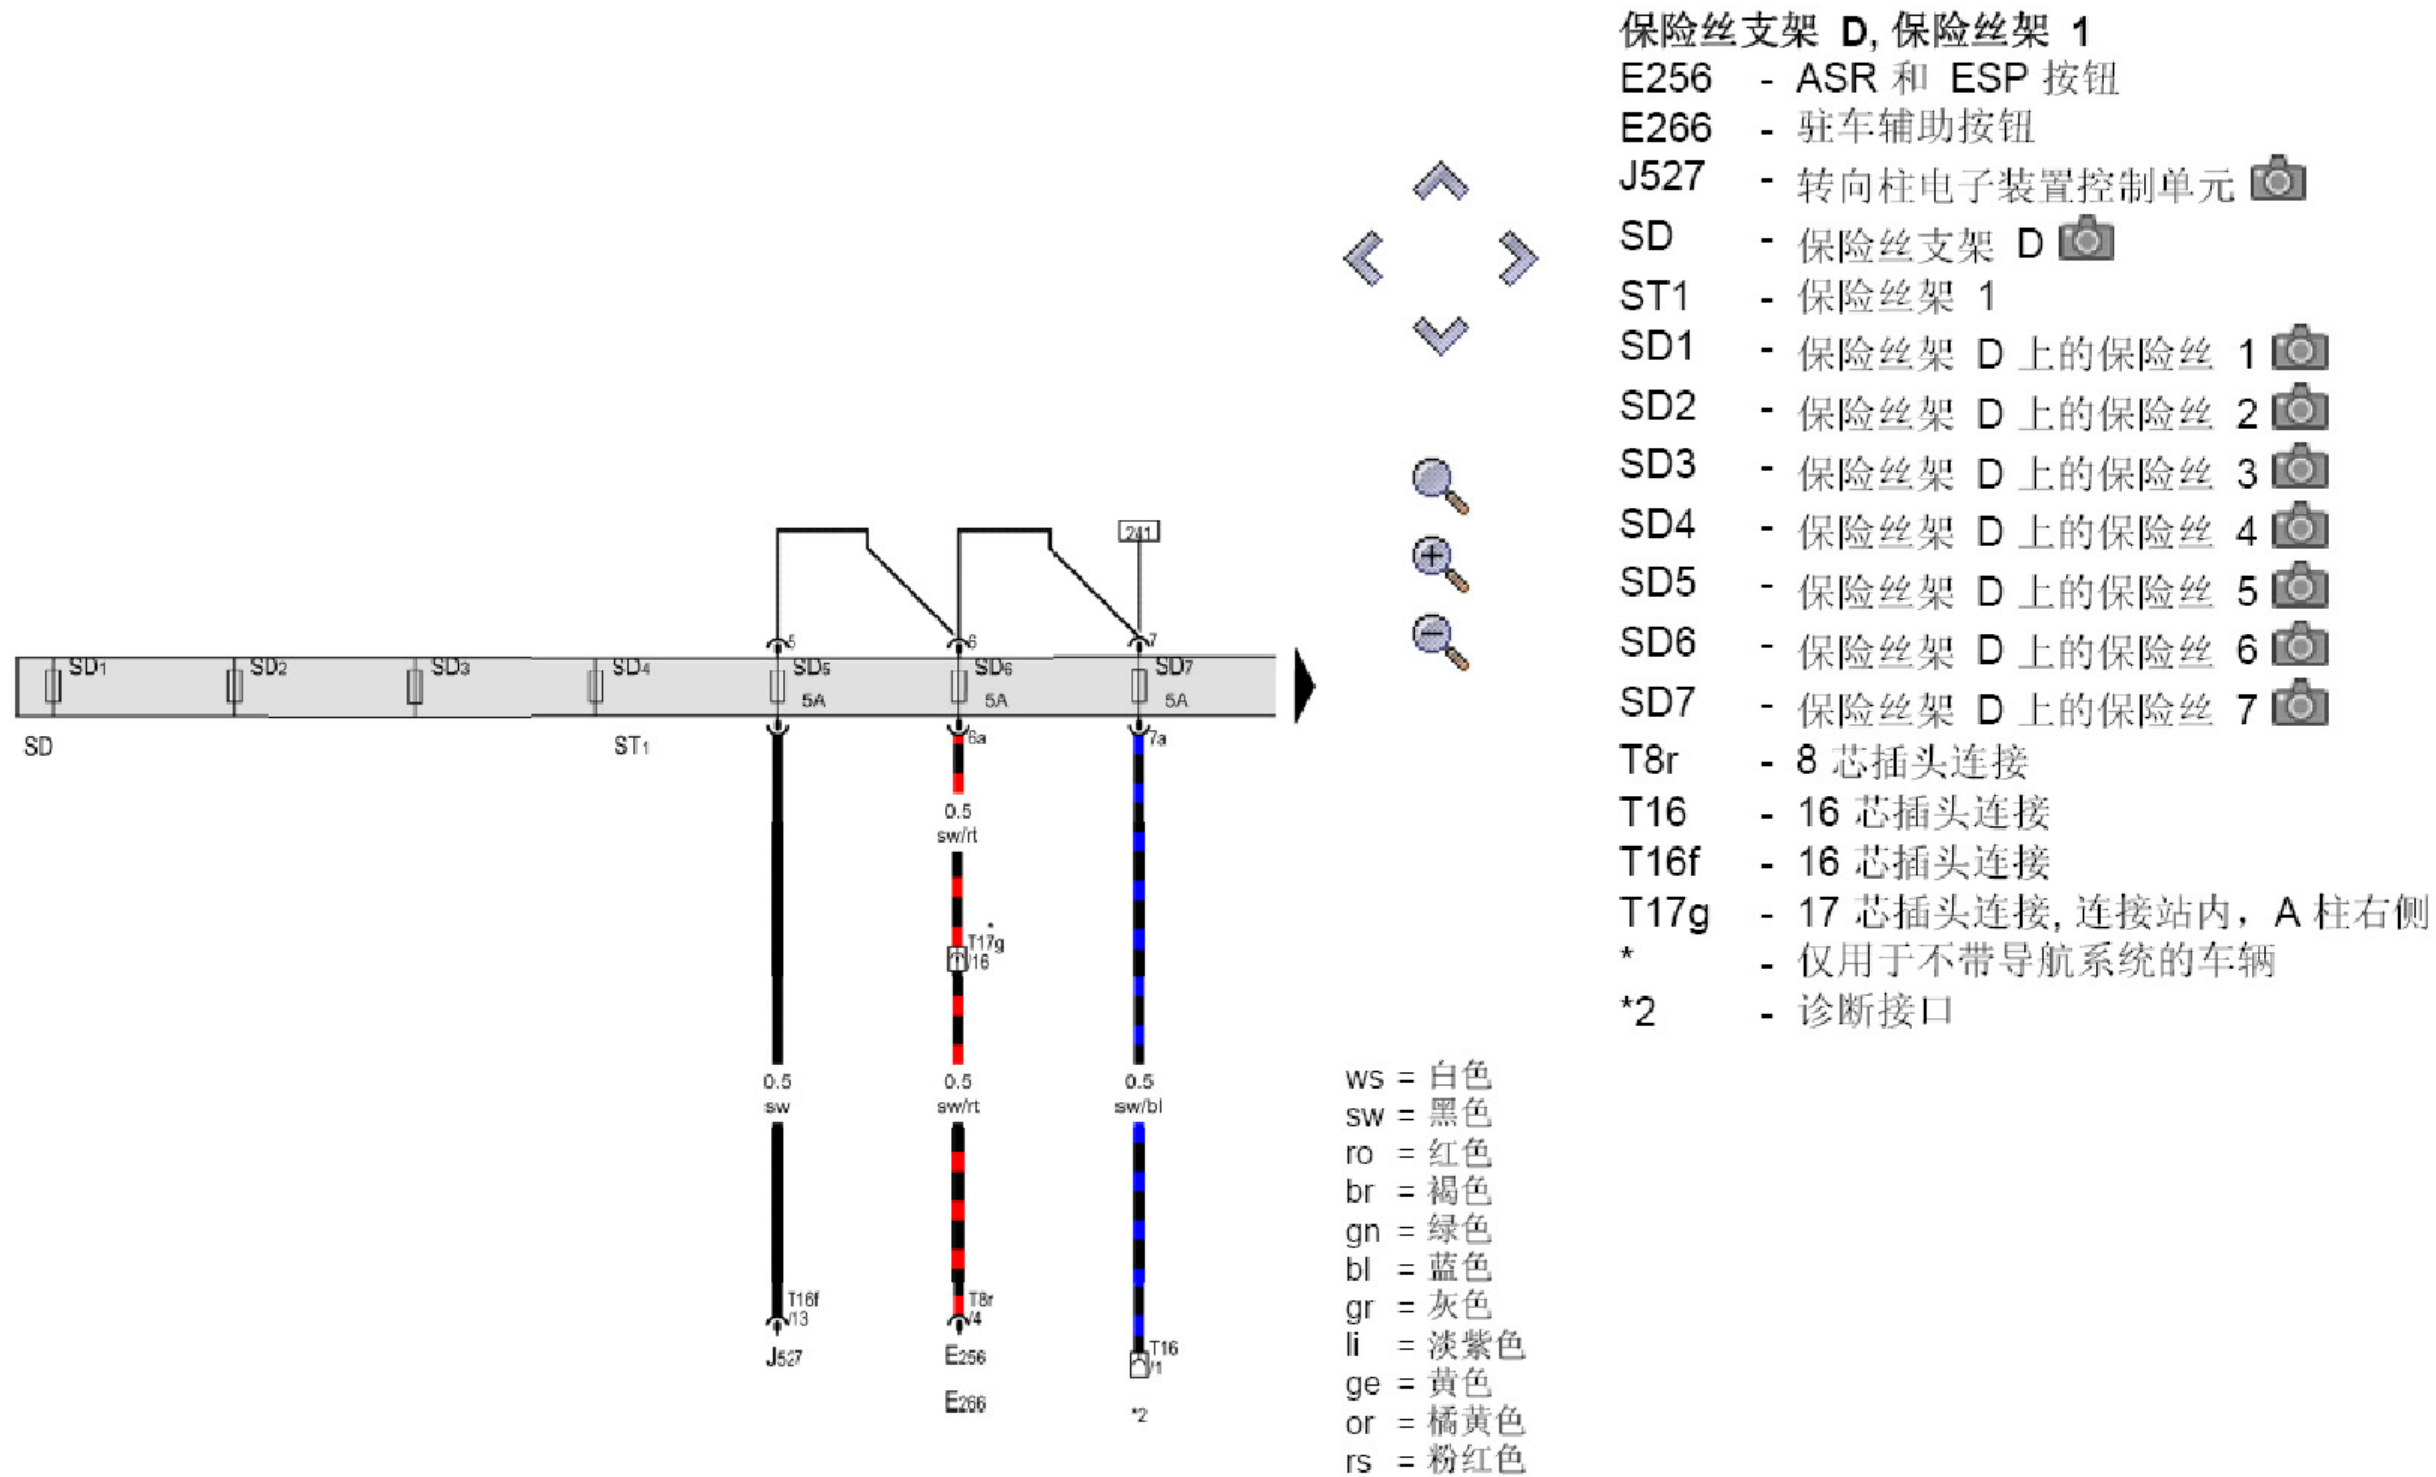 保险丝支架 D, 保险丝架 1
E256 - ASR 和 ESP 按钮
E266 - 驻车辅助按钮
J527 - 转向柱电子装置控制单元
SD - 保险丝支架 D
ST1 - 保险丝架 1
SD1 - 保险丝架 D 上的保险丝 1
SD2 - 保险丝架 D 上的保险丝 2
SD3 - 保险丝架 D 上的保险丝 3
SD4 - 保险丝架 D 上的保险丝 4
SD5 - 保险丝架 D 上的保险丝 5
SD6 - 保险丝架 D 上的保险丝 6
SD7 - 保险丝架 D 上的保险丝 7
T8r - 8 芯插头连接
T16 - 16 芯插头连接
T16f - 16 芯插头连接
T17g - 17 芯插头连接, 连接站内，A 柱右侧
* - 仅用于不带导航系统的车辆
*2 - 诊断接口
241
5 6 7
SD1 SD2 SD3 SD4 SD5 SD6 SD7
5A 5A 5A
SD ST1 6a 7a
0.5
sw/rt
*
T17g
/16
0.5 0.5 0.5
sw sw/rt sw/bl
T16f T8r
/13 /4
J527 E256 T16
/1
E266 *2
ws = 白色
sw = 黑色
ro = 红色
br = 褐色
gn = 绿色
bl = 蓝色
gr = 灰色
li = 淡紫色
ge = 黄色
or = 橘黄色
rs = 粉红色